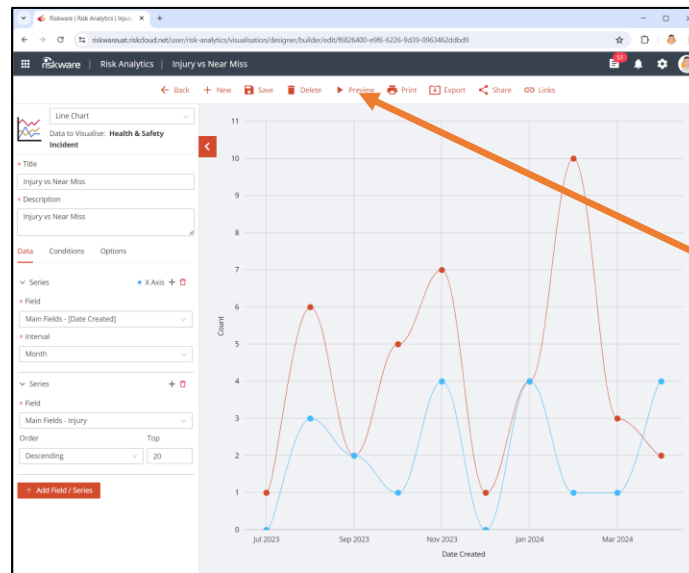 Riskware | Risk Analytics | Injury
riskwareuat.riskcloud.net/user/risk-analytics/visualisation/designer/builder/edit/f6826400-e9f6-6226-9d39-0963462ddbd9
riskware | Risk Analytics | Injury vs Near Miss
51
Back New Save Delete Preview Print Export Share Links
Line Chart
Data to Visualise: Health & Safety
Incident
* Title
Injury vs Near Miss
* Description
Injury vs Near Miss
Data Conditions Options
Series X Axis
* Field
Main Fields - [Date Created]
* Interval
Month
Series
* Field
Main Fields - Injury
Order Top
Descending 20
+ Add Field / Series
11
10
9
8
7
6
5
4
3
2
1
0
Count
Jul 2023 Sep 2023 Nov 2023 Jan 2024 Mar 2024
Date Created